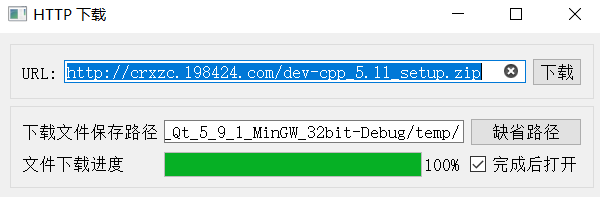 HTTP 下载
URL: http://crxzc.198424.com/dev-cpp_5.11_setup.zip 下载
下载文件保存路径 _Qt_5_9_1_MinGW_32bit-Debug/temp/ 缺省路径
文件下载进度 100% 完成后打开